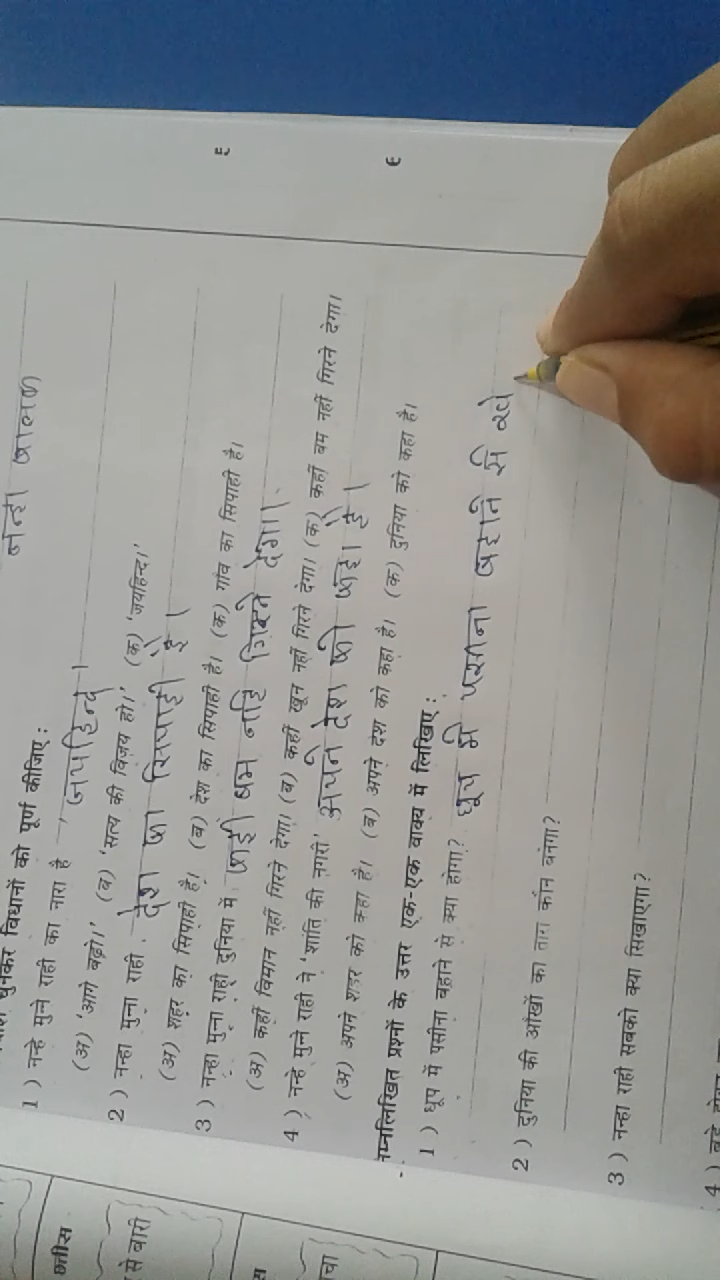 नन्हा बालक
चुनकर विधानों को पूर्ण कीजिए :
1) नन्हे मुन्ने राही का नारा है – ' जयहिन्द ।
(अ) 'आगे बढ़ो।' (ब) 'सत्य की विजय हो।' (क) 'जयहिन्द।'
2) नन्हा मुन्ना राही . देश का सिपाही है ।
(अ) शहर का सिपाही है। (ब) देश का सिपाही है। (क) गाँव का सिपाही है।
3) नन्हा मुन्ना राही दुनिया में कहीं बम नहि गिरने देगा।
(अ) कहीं विमान नहीं गिरने देगा। (ब) कहीं खून नहीं गिरने देगा। (क) कहीं बम नहीं गिरने देगा।
4) नन्हे मुन्ने राही ने 'शांति की नगरी' अपने देश को कहा है ।
(अ) अपने शहर को कहा है। (ब) अपने देश को कहा है। (क) दुनिया को कहा है।
निम्नलिखित प्रश्नों के उत्तर एक-एक वाक्य में लिखिए :
1) धूप में पसीना बहाने से क्या होगा? धूप मे पसीना बहाने से खे
2) दुनिया की आँखों का तारा कौन बनेगा?
3) नन्हा राही सबको क्या सिखाएगा?
4)
छत्तीस
से बारी